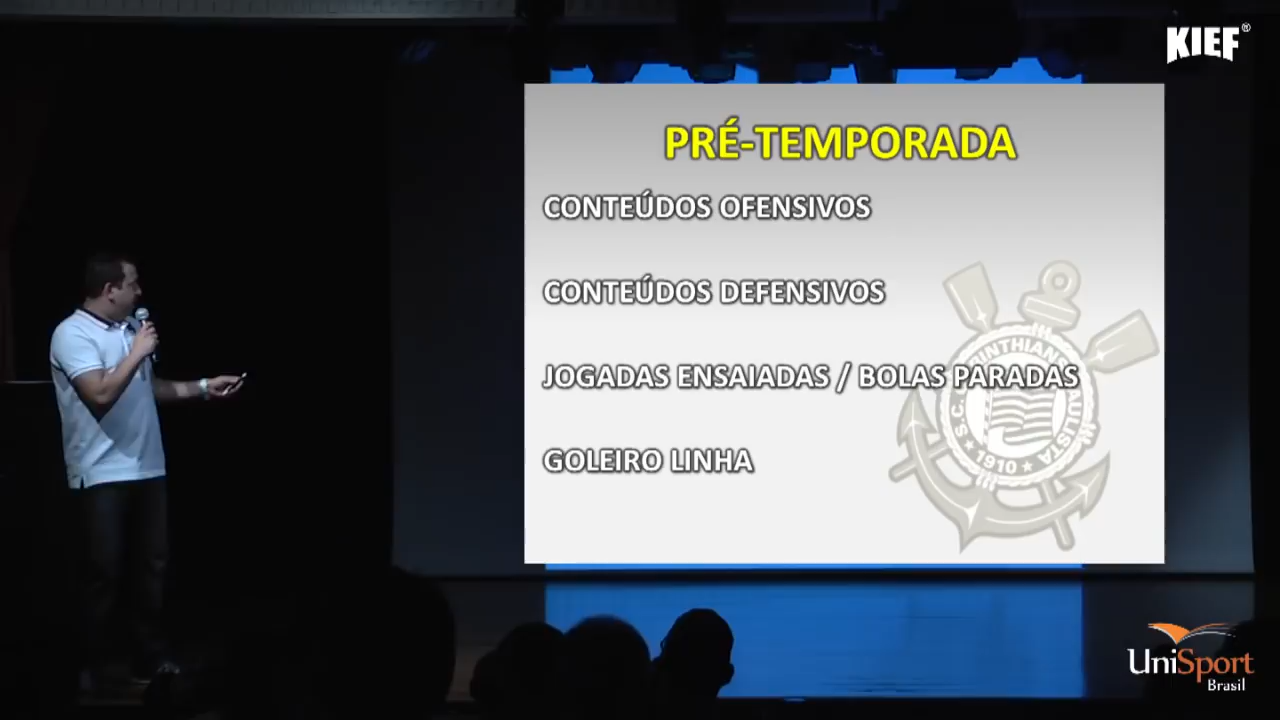 KIEF®
PRÉ-TEMPORADA
CONTEÚDOS OFENSIVOS
CONTEÚDOS DEFENSIVOS
JOGADAS ENSAIADAS / BOLAS PARADAS
GOLEIRO LINHA
S.C. CORINTHIANS PAULISTA
1910
UniSport
Brasil